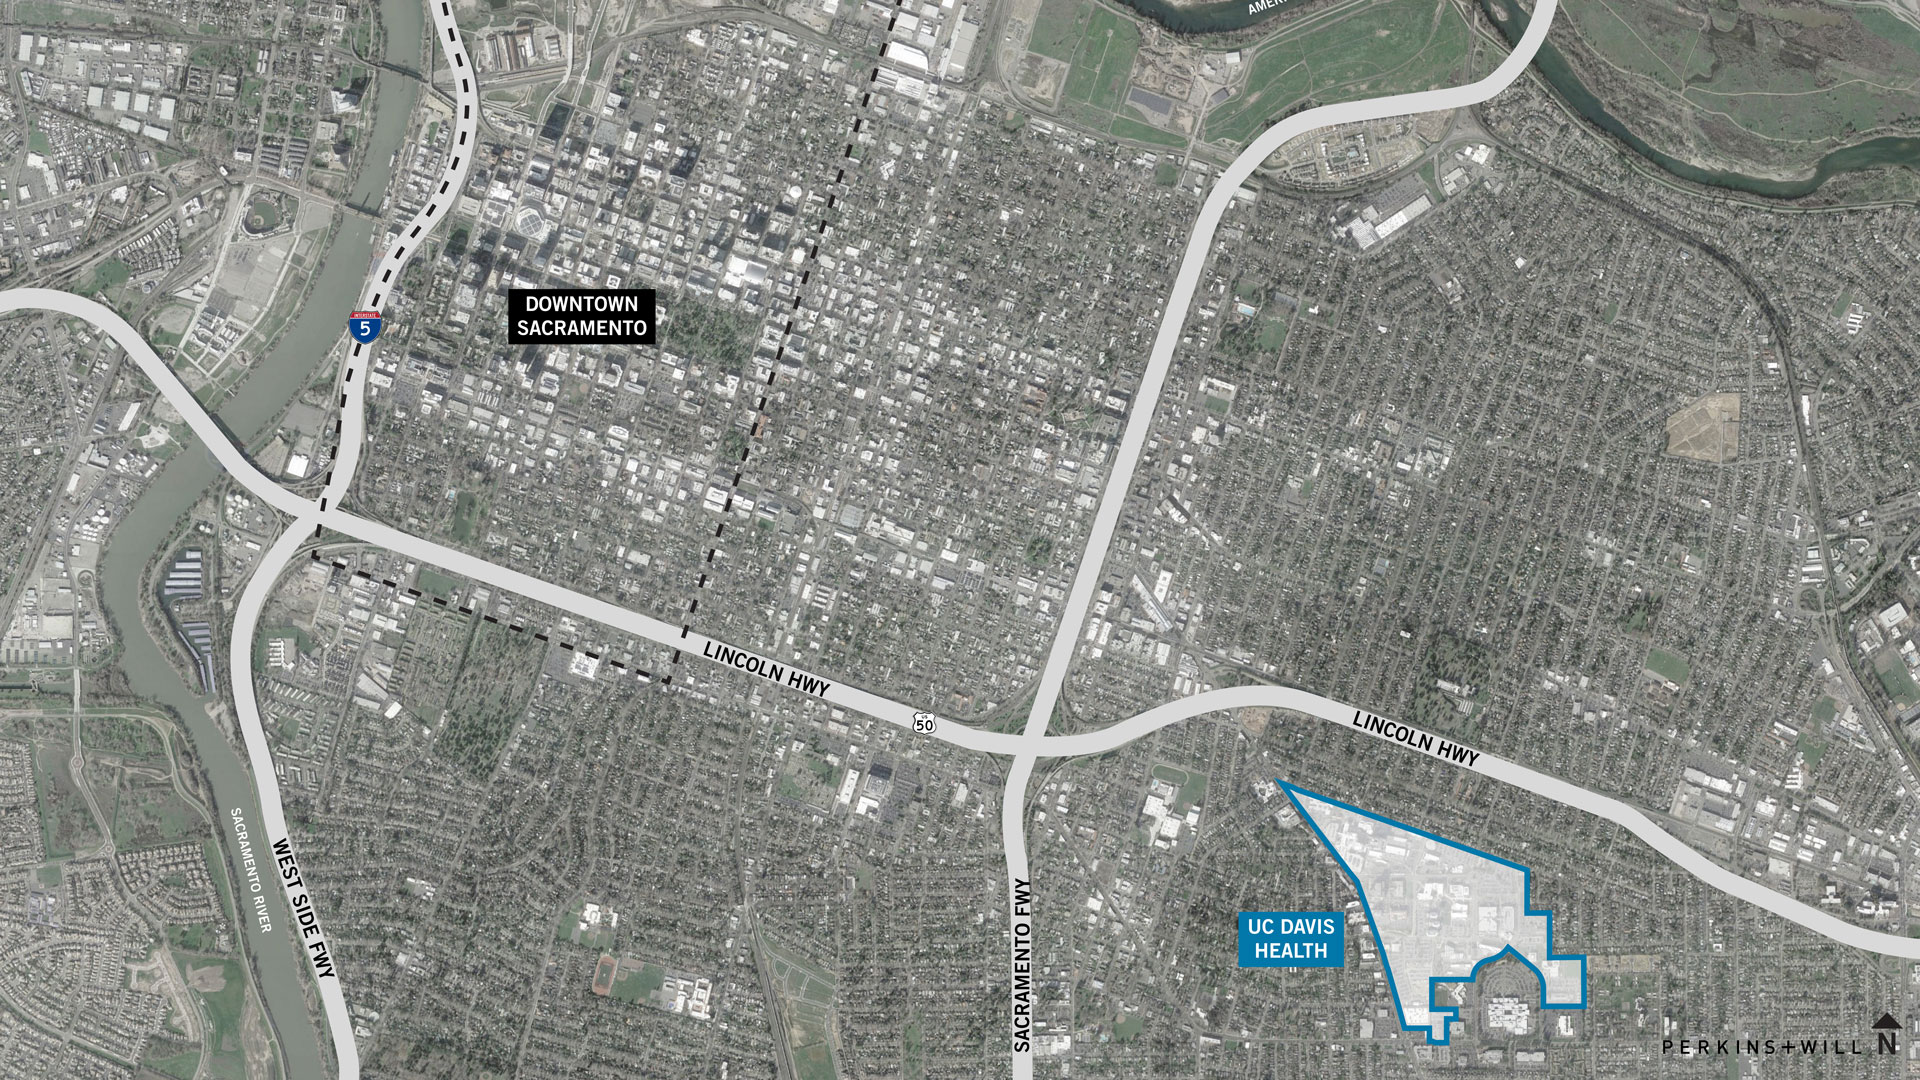 AMER
INTERSTATE
5
DOWNTOWN
SACRAMENTO
LINCOLN HWY
US
50
LINCOLN HWY
SACRAMENTO RIVER
WEST SIDE FWY
SACRAMENTO FWY
UC DAVIS
HEALTH
PERKINS+WILL
N